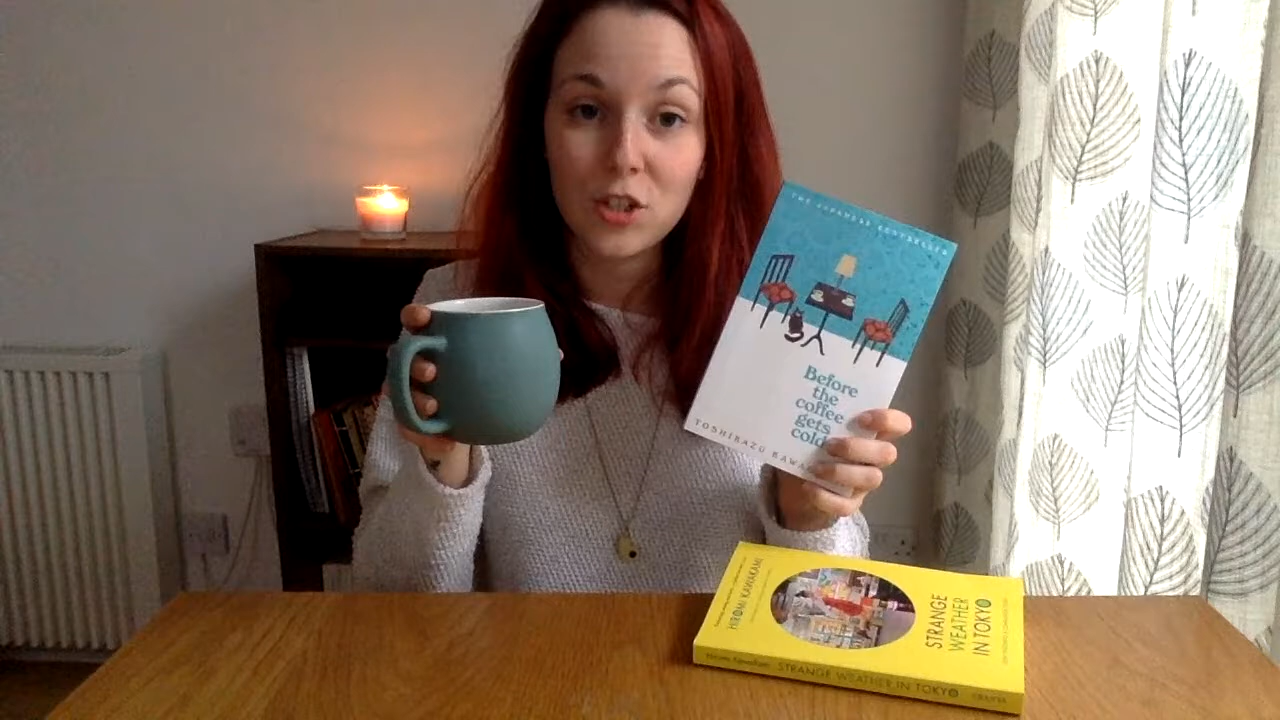 THE JAPANESE BESTSELLER
Before
the
coffee
gets
cold
TOSHIKAZU
HIROMI KAWAKAMI
STRANGE
WEATHER
IN TOKYO
STRANGE WEATHER IN TOKYO